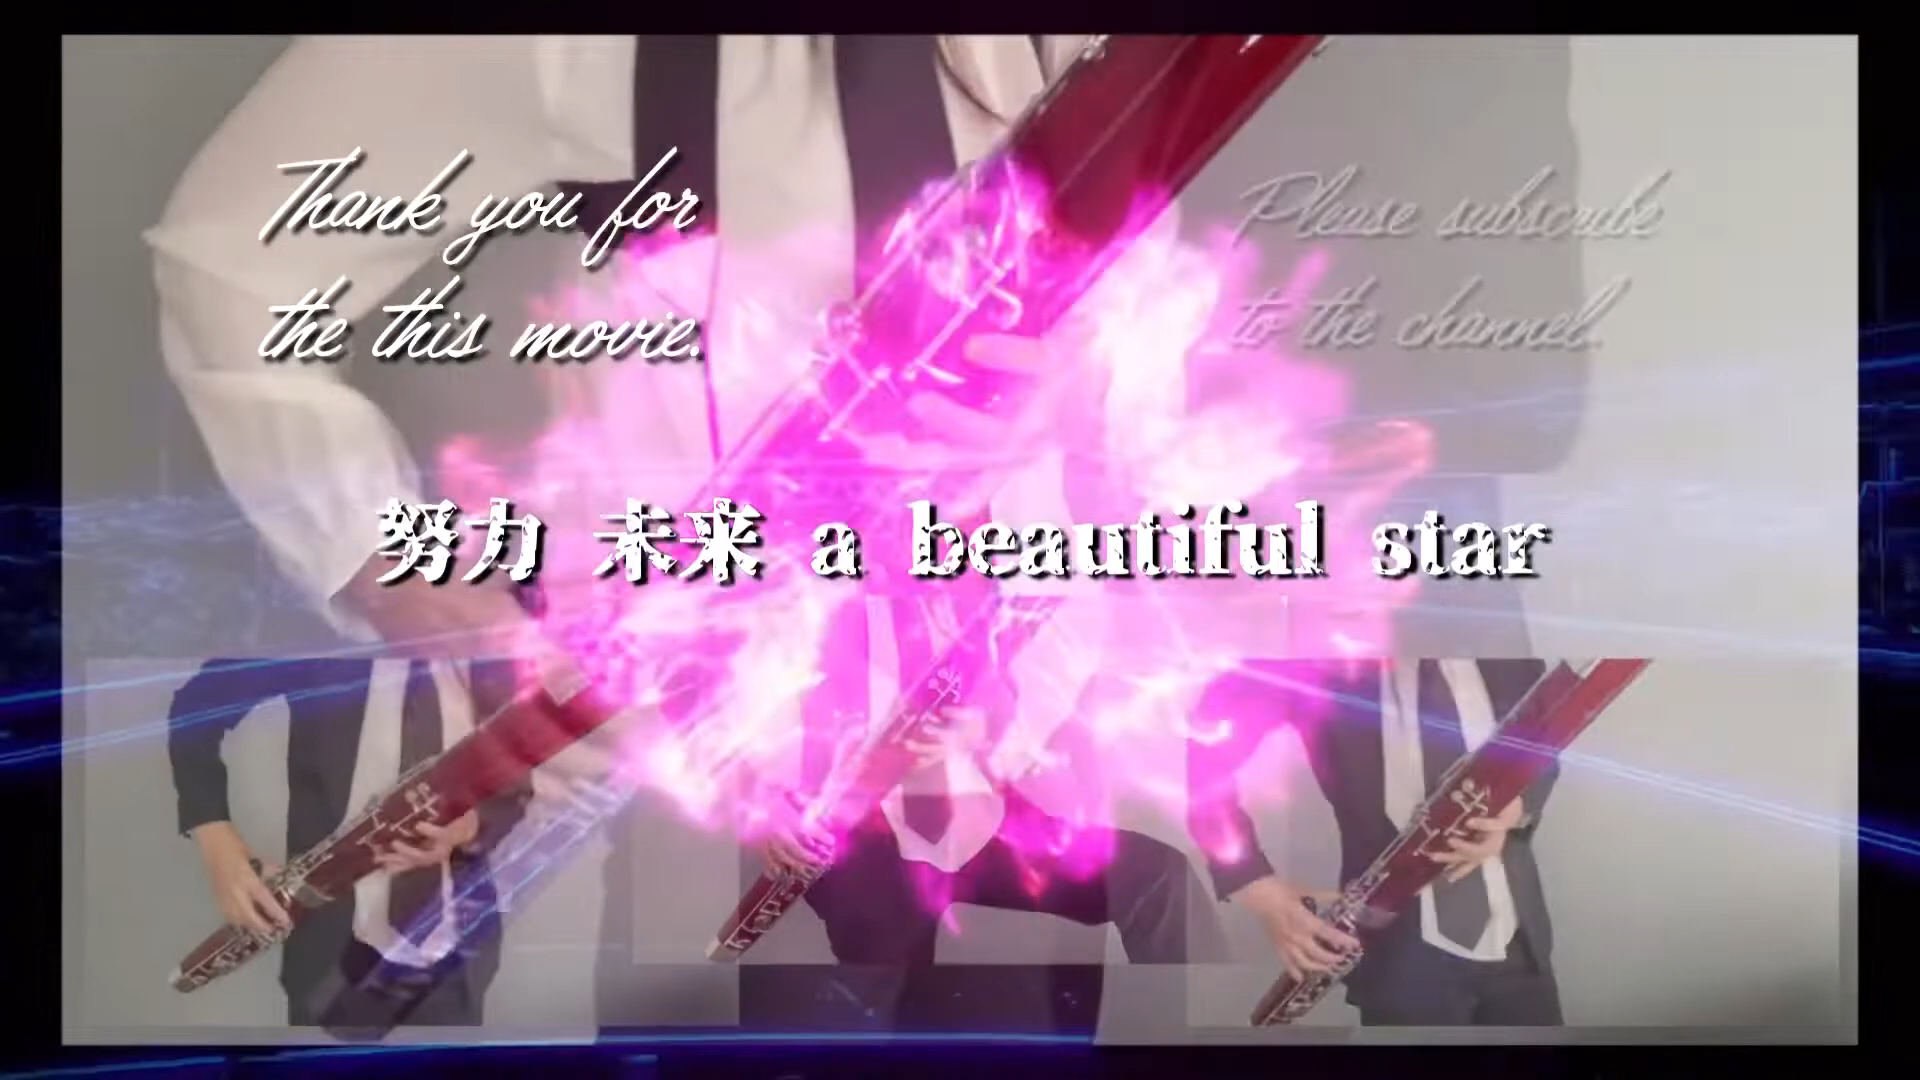 Thank you for
the this movie.
Please subscribe
to the channel.
努力 未来 a beautiful star